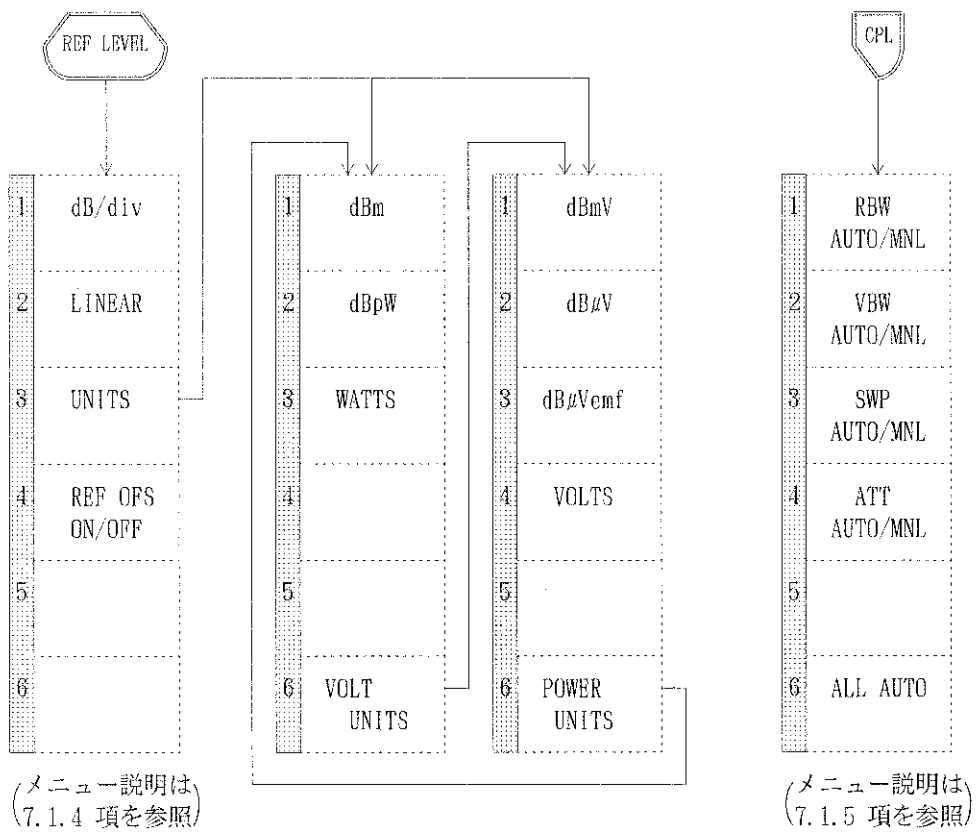 REF LEVEL
1 dB/div
2 LINEAR
3 UNITS
4 REF OFS
ON/OFF
5
6
(メニュー説明は
7.1.4 項を参照)
1 dBm
2 dBpW
3 WATTS
4
5
6 VOLT
UNITS
1 dBmV
2 dBμV
3 dBμVemf
4 VOLTS
5
6 POWER
UNITS
CPL
1 RBW
AUTO/MNL
2 VBW
AUTO/MNL
3 SWP
AUTO/MNL
4 ATT
AUTO/MNL
5
6 ALL AUTO
(メニュー説明は
7.1.5 項を参照)